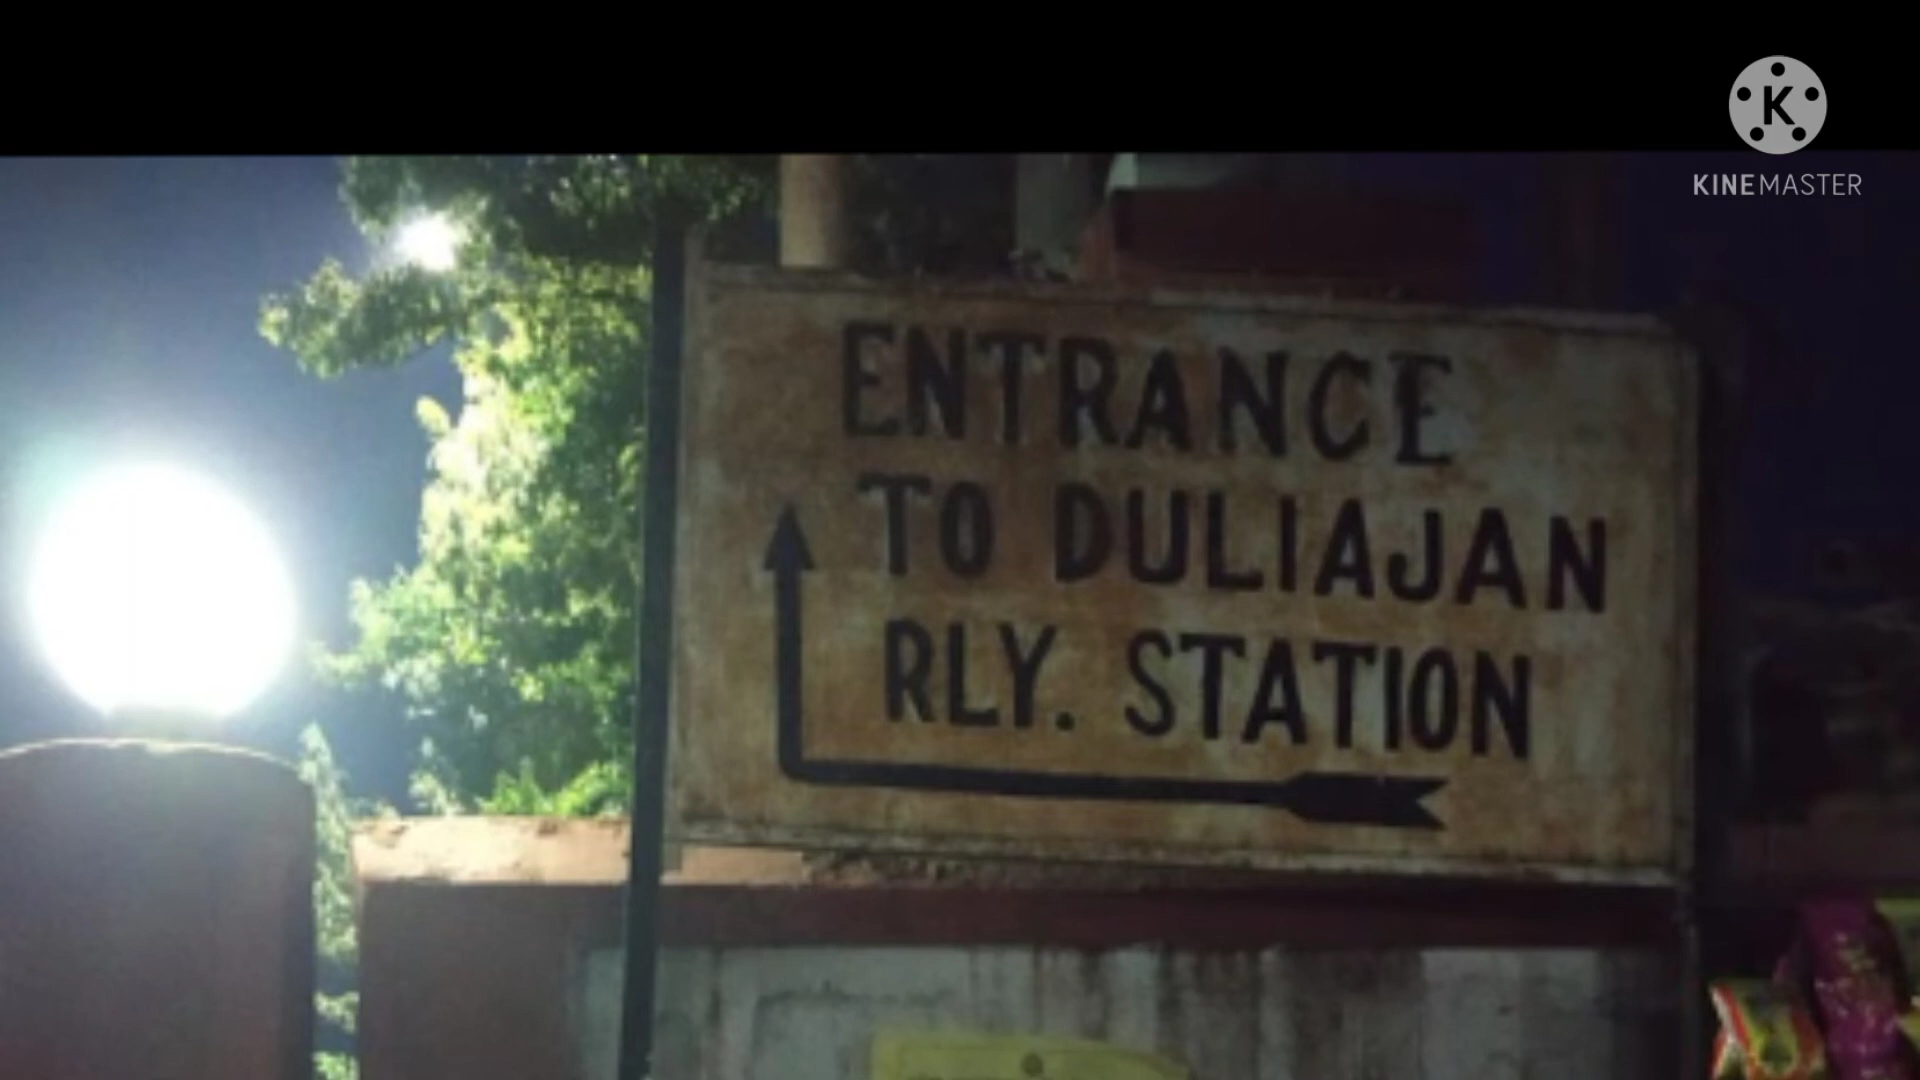 K
KINEMASTER
ENTRANCE
TO DULIAJAN
RLY. STATION